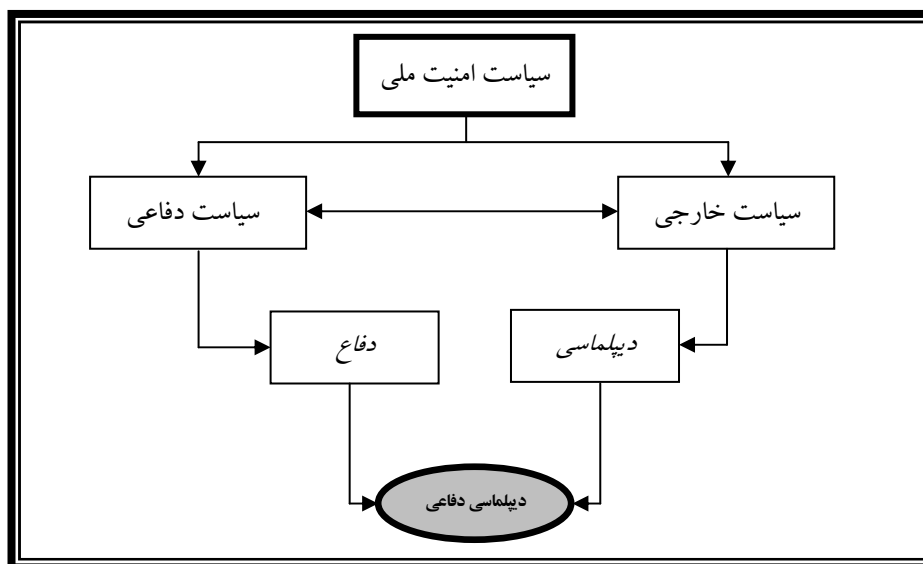 سیاست امنیت ملی
سیاست خارجی
سیاست دفاعی
دیپلماسی
دفاع
دیپلماسی دفاعی